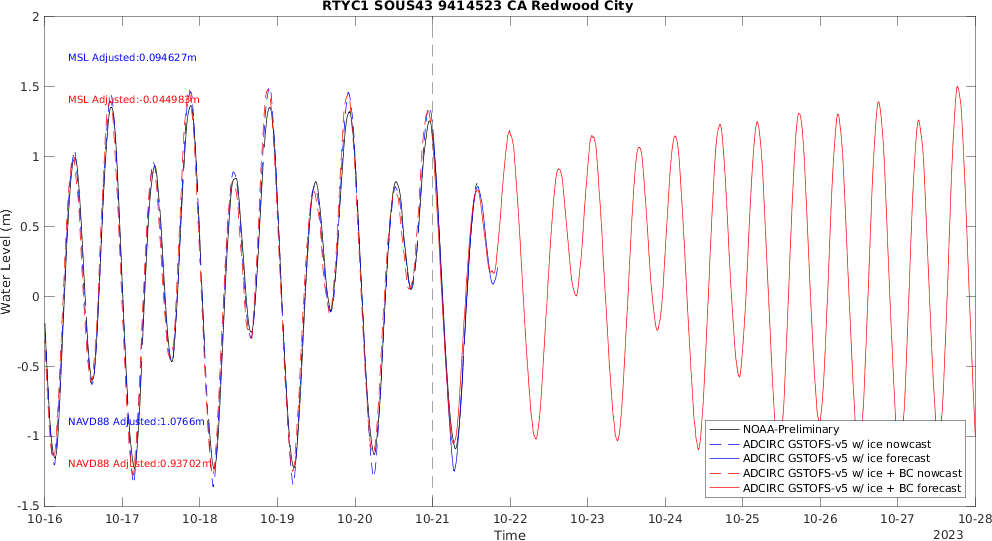 RTYC1 SOUS43 9414523 CA Redwood City
2
1.5
1
0.5
0
-0.5
-1
-1.5
Water Level (m)
MSL Adjusted:0.094627m
MSL Adjusted:-0.044983m
NAVD88 Adjusted:1.0766m
NAVD88 Adjusted:0.93702m
NOAA-Preliminary
ADCIRC GSTOFS-v5 w/ ice nowcast
ADCIRC GSTOFS-v5 w/ ice forecast
ADCIRC GSTOFS-v5 w/ ice + BC nowcast
ADCIRC GSTOFS-v5 w/ ice + BC forecast
10-16 10-17 10-18 10-19 10-20 10-21 10-22 10-23 10-24 10-25 10-26 10-27 10-28
Time
2023